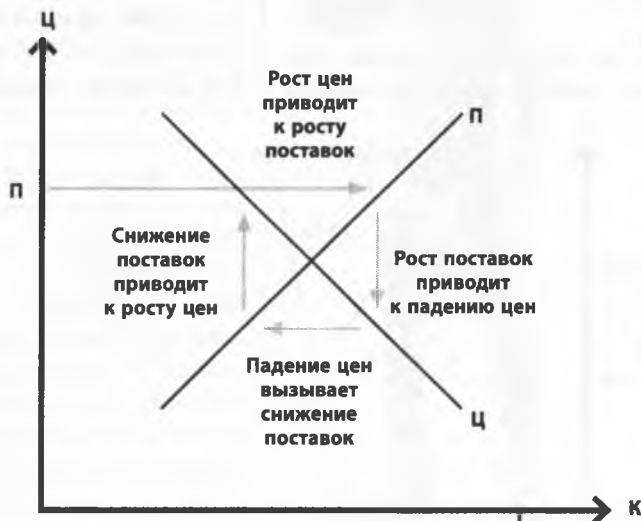 Ц
Рост цен
приводит
к росту
поставок
П
П
Снижение
поставок
приводит
к росту цен
Рост поставок
приводит
к падению цен
Падение цен
вызывает
снижение
поставок
Ц
К